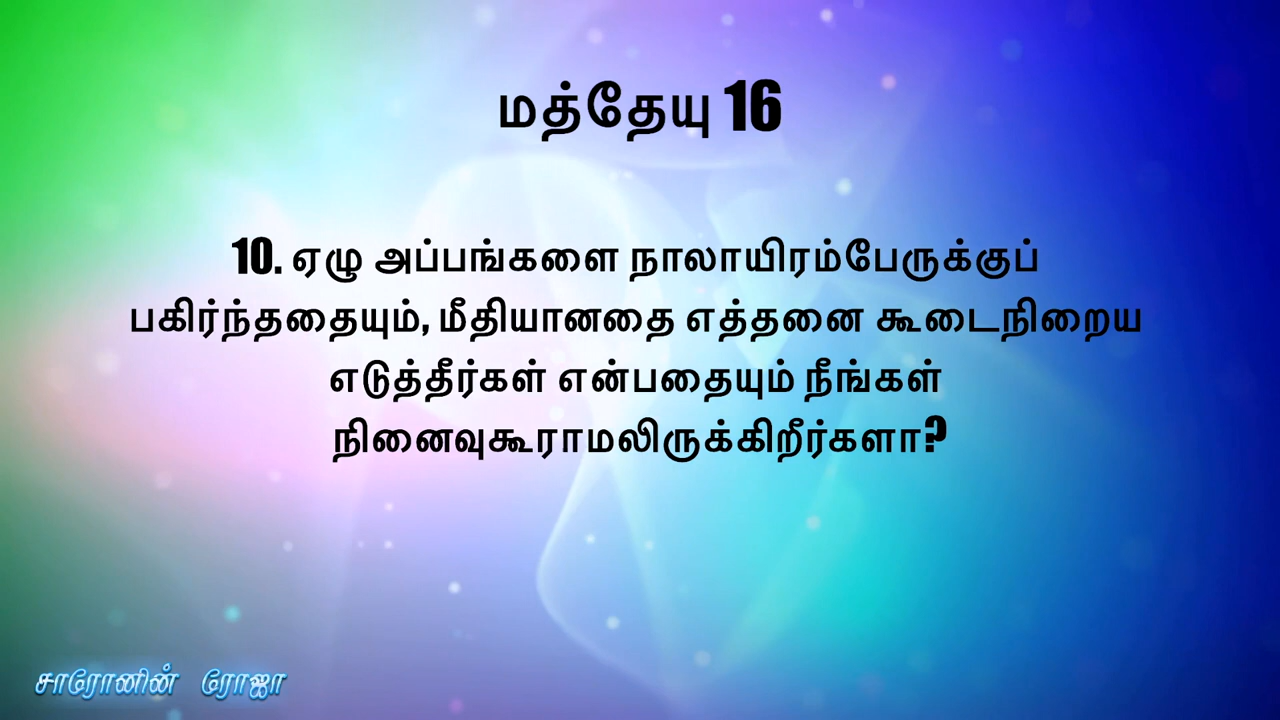 மத்தேயு 16
10. ஏழு அப்பங்களை நாலாயிரம்பேருக்குப்
பகிர்ந்ததையும், மீதியானதை எத்தனை கூடைநிறைய
எடுத்தீர்கள் என்பதையும் நீங்கள்
நினைவுகூராமலிருக்கிறீர்களா?
சாரோனின் ரோஜா